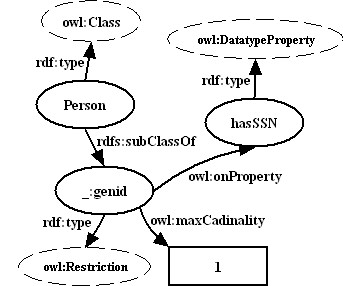 owl:Class
owl:DatatypeProperty
rdf:type
rdf:type
Person
hasSSN
rdfs:subClassOf
owl:onProperty
_:genid
rdf:type
owl:maxCadinality
owl:Restriction
1